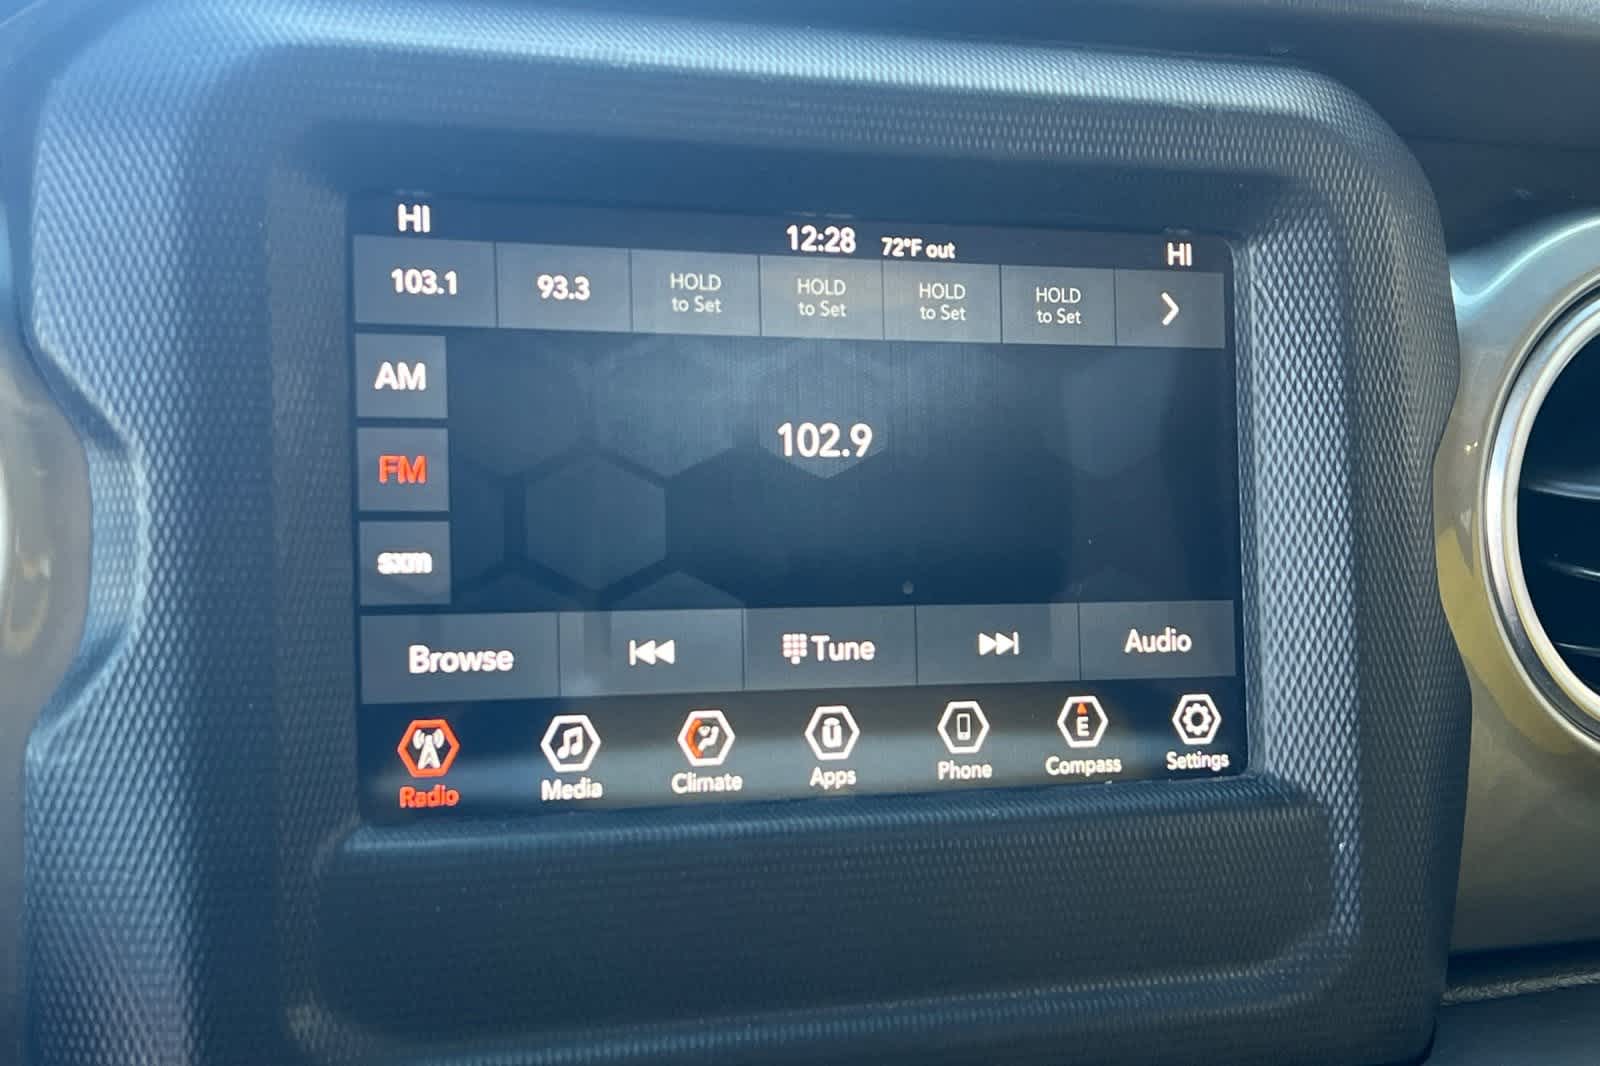 HI
12:28 72°F out
HI
103.1
93.3
HOLD
to Set
HOLD
to Set
HOLD
to Set
HOLD
to Set
AM
FM
sxm
102.9
Browse
Tune
Audio
Radio
Media
Climate
Apps
Phone
E
Compass
Settings